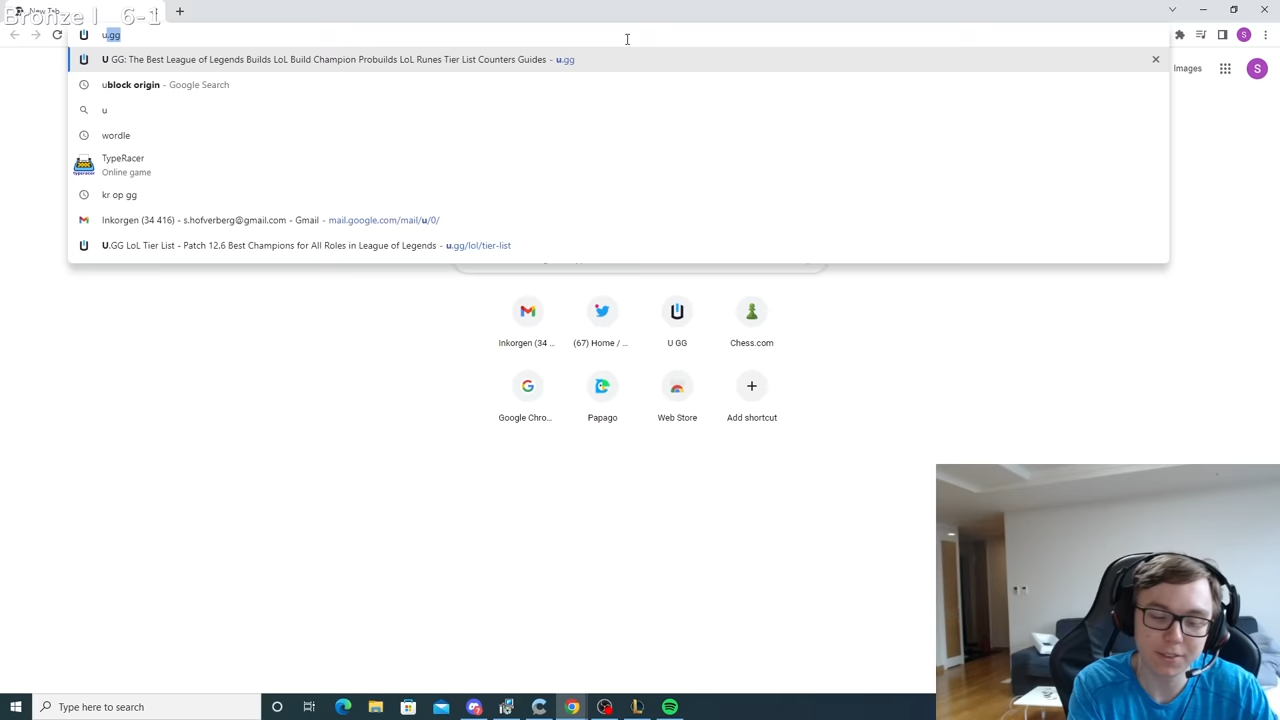 Bronze I 6-1
New Tab
u.gg
U GG: The Best League of Legends Builds LoL Build Champion Probuilds LoL Runes Tier List Counters Guides - u.gg
ublock origin - Google Search
u
wordle
TypeRacer
Online game
kr op gg
Inkorgen (34 416) - s.hofverberg@gmail.com - Gmail - mail.google.com/mail/u/0/
U.GG LoL Tier List - Patch 12.6 Best Champions for All Roles in League of Legends - u.gg/lol/tier-list
Images
S
S
Inkorgen (34 ...
(67) Home / ...
U GG
Chess.com
Google Chro...
Papago
Web Store
Add shortcut
Type here to search